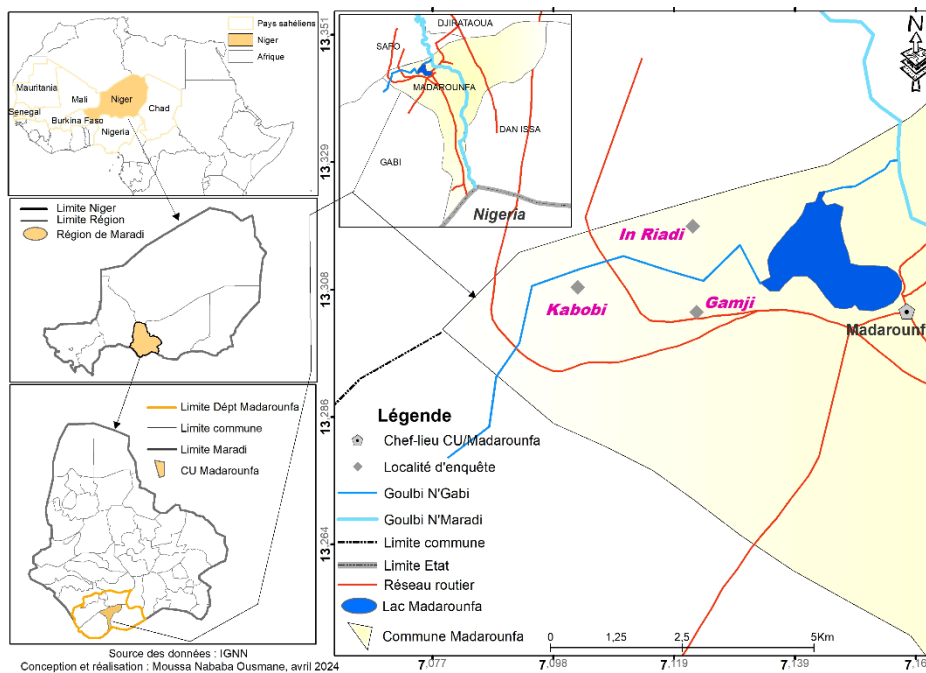 Pays sahéliens
Niger
Afrique
Mauritania
Mali
Niger
Chad
Senegal
Burkina Faso
Nigeria
Limite Niger
Limite Région
Région de Maradi
Limite Dépt Madarounfa
Limite commune
Limite Maradi
CU Madarounfa
Source des données : IGNN
Conception et réalisation : Moussa Nababa Ousmane, avril 2024
DJIRATAOUA
SAFO
MADAROUNFA
DAN ISSA
GABI
Nigeria
N
In Riadi
Kabobi
Gamji
Madarounf
Légende
Chef-lieu CU/Madarounfa
Localité d'enquête
Goulbi N'Gabi
Goulbi N'Maradi
Limite commune
Limite Etat
Réseau routier
Lac Madarounfa
Commune Madarounfa
0 1,25 2,5 5Km
13,351
13,329
13,308
13,286
13,264
7,077 7,098 7,119 7,139 7,16